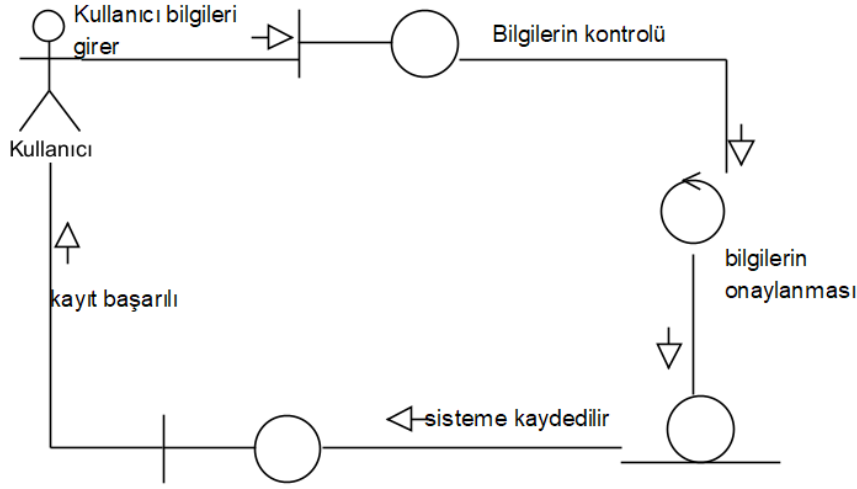 Kullanıcı bilgileri
girer
Bilgilerin kontrolü
Kullanıcı
bilgilerin
onaylanması
kayıt başarılı
sisteme kaydedilir